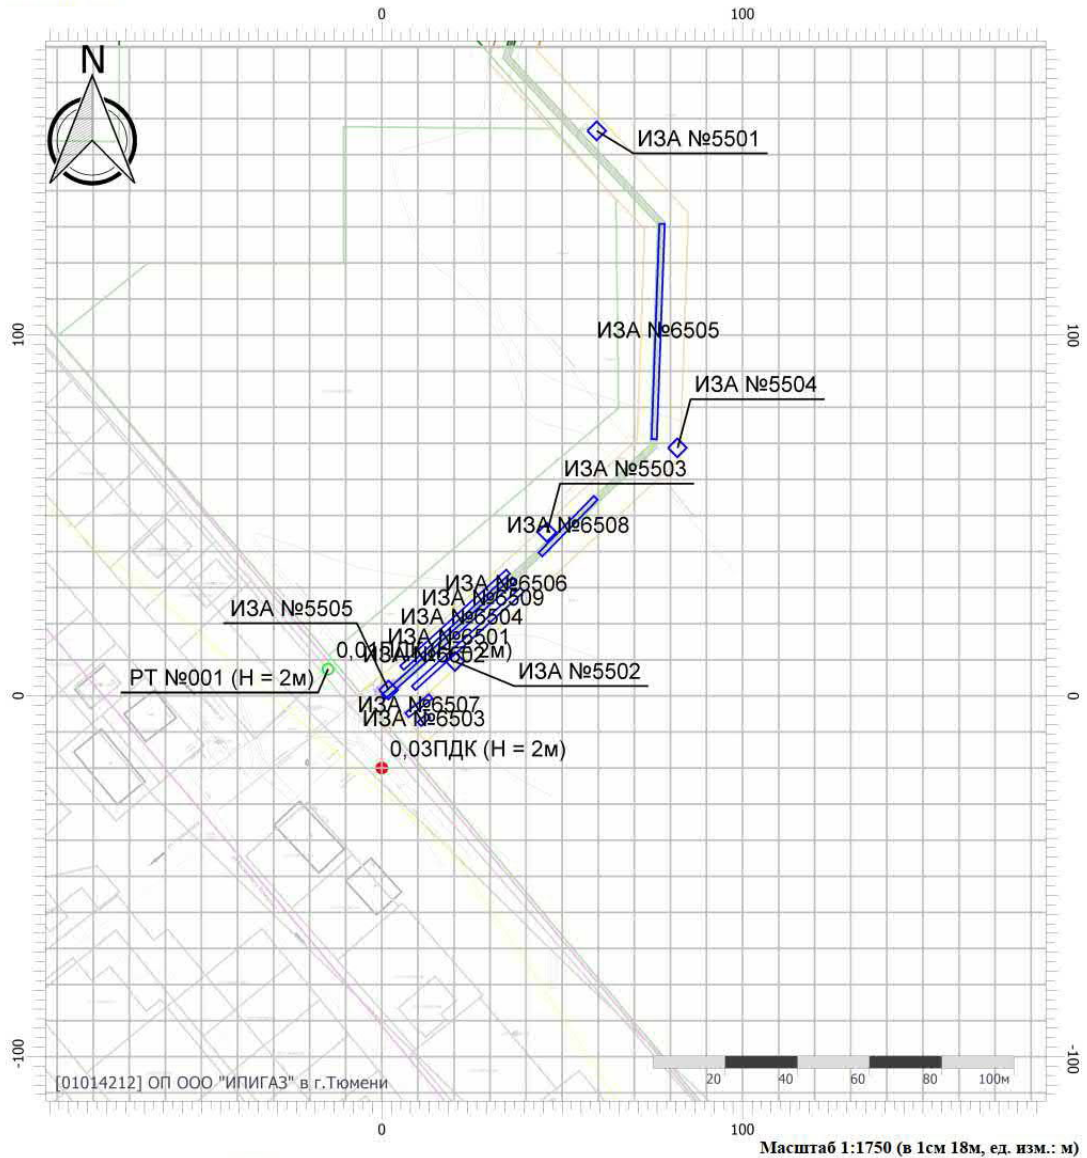 0
100
N
ИЗА №5501
100
100
ИЗА №6505
ИЗА №5504
ИЗА №5503
ИЗА №6508
ИЗА №6506
ИЗА №6509
ИЗА №5505
ИЗА №6504
ИЗА №6501
ИЗА №6502
РТ №001 (Н = 2м)
ИЗА №5502
0
0
ИЗА №6507
ИЗА №6503
0,03ПДК (Н = 2м)
-100
-100
20
40
60
80
100м
[01014212] ОП ООО "ИПИГАЗ" в г.Тюмени
0
100
Масштаб 1:1750 (в 1см 18м, ед. изм.: м)